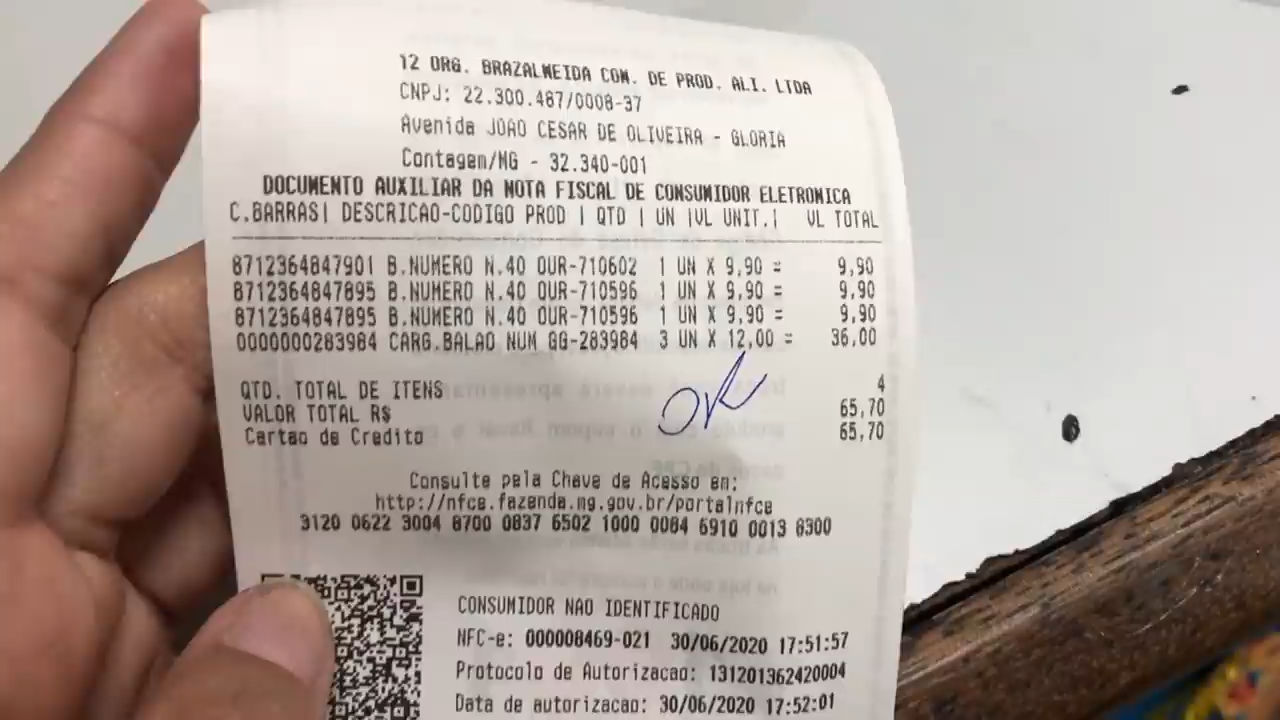 12 ORG. BRAZALMEIDA COM. DE PROD. ALI. LTDA
CNPJ: 22.300.487/0008-37
Avenida JOAO CESAR DE OLIVEIRA - GLORIA
Contagem/MG - 32.340-001
DOCUMENTO AUXILIAR DA NOTA FISCAL DE CONSUMIDOR ELETRONICA
C.BARRAS| DESCRICAO-CODIGO PROD | QTD | UN |VL UNIT.| VL TOTAL
8712364847901 B.NUMERO N.40 OUR-710602 1 UN X 9,90 = 9,90
8712364847895 B.NUMERO N.40 OUR-710596 1 UN X 9,90 = 9,90
8712364847895 B.NUMERO N.40 OUR-710596 1 UN X 9,90 = 9,90
0000000283984 CARG.BALAO NUM GG-283984 3 UN X 12,00 = 36,00
QTD. TOTAL DE ITENS 4
VALOR TOTAL R$ 65,70
Cartao de Credito 65,70
OK
Consulte pela Chave de Acesso em:
http://nfce.fazenda.mg.gov.br/portalnfce
3120 0622 3004 8700 0837 6502 1000 0084 6910 0013 8300
CONSUMIDOR NAO IDENTIFICADO
NFC-e: 000008469-021 30/06/2020 17:51:57
Protocolo de Autorizacao: 131201362420004
Data de autorizacao: 30/06/2020 17:52:01